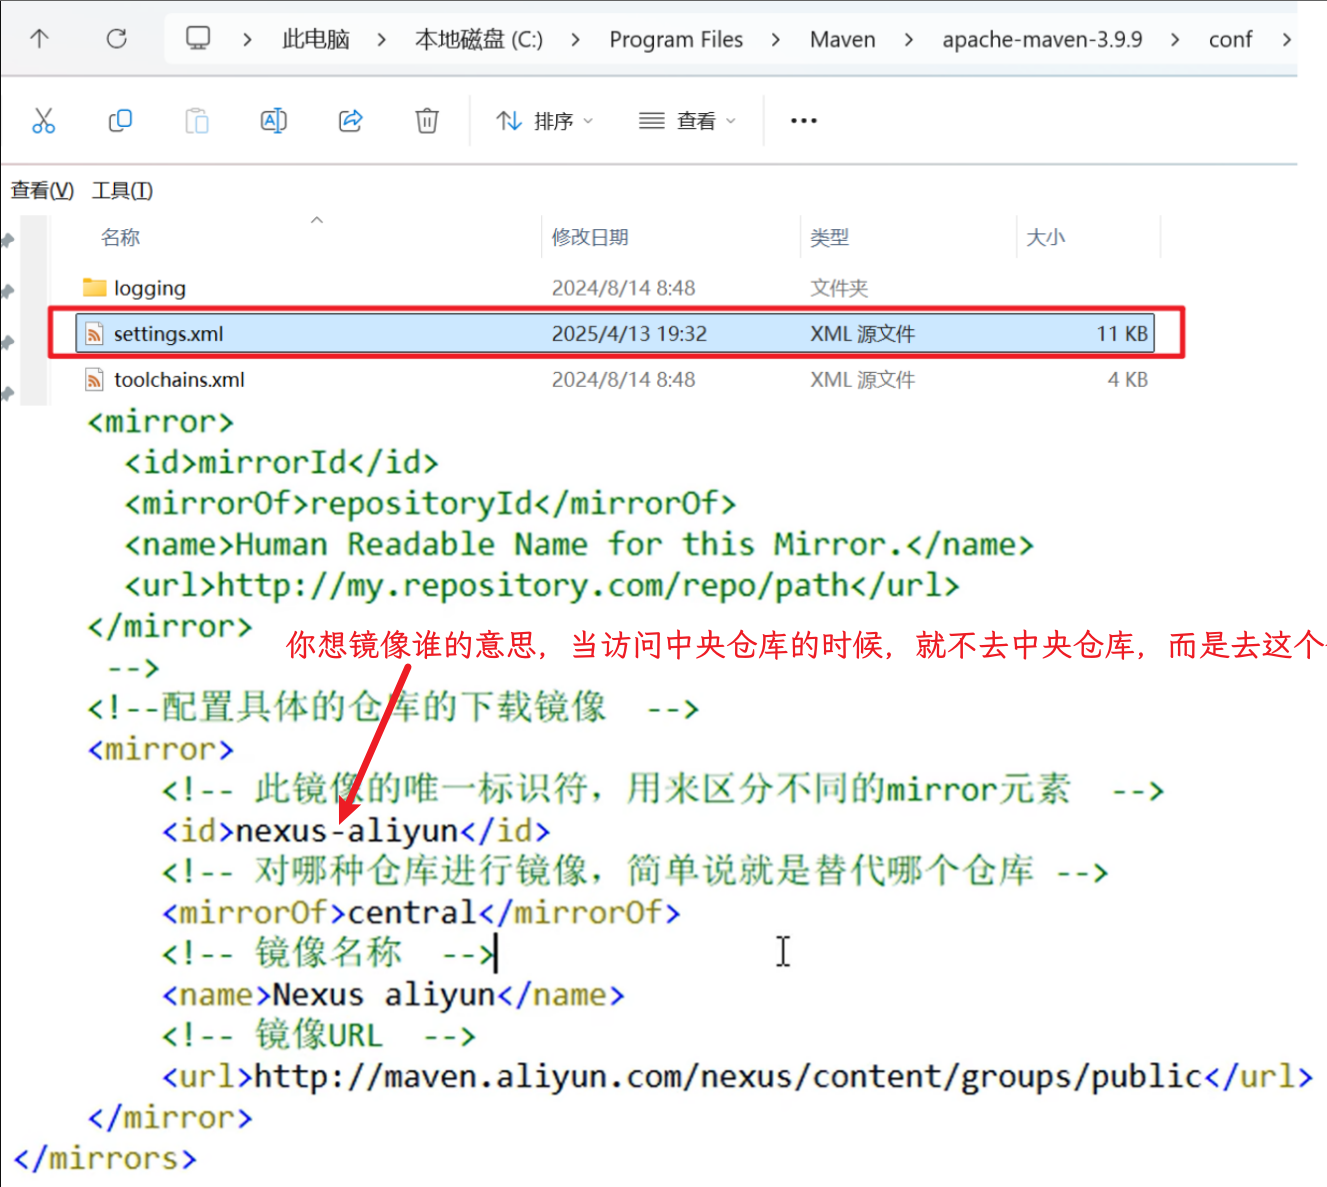 此电脑 > 本地磁盘 (C:) > Program Files > Maven > apache-maven-3.9.9 > conf >
排序 查看 •••
查看(V) 工具(T)
名称 修改日期 类型 大小
logging 2024/8/14 8:48 文件夹
settings.xml 2025/4/13 19:32 XML 源文件 11 KB
toolchains.xml 2024/8/14 8:48 XML 源文件 4 KB
<mirror>
<id>mirrorId</id>
<mirrorOf>repositoryId</mirrorOf>
<name>Human Readable Name for this Mirror.</name>
<url>http://my.repository.com/repo/path</url>
</mirror>
你想镜像谁的意思，当访问中央仓库的时候，就不去中央仓库，而是去这个
-->
<!--配置具体的仓库的下载镜像 -->
<mirror>
<!-- 此镜像的唯一标识符，用来区分不同的mirror元素 -->
<id>nexus-aliyun</id>
<!-- 对哪种仓库进行镜像，简单说就是替代哪个仓库 -->
<mirrorOf>central</mirrorOf>
<!-- 镜像名称 -->
<name>Nexus aliyun</name>
<!-- 镜像URL -->
<url>http://maven.aliyun.com/nexus/content/groups/public</url>
</mirror>
</mirrors>